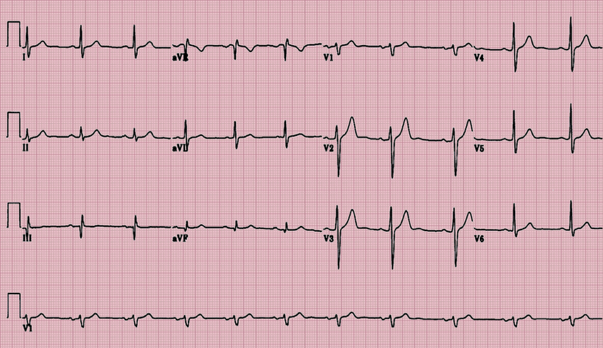 I aVR V1 V4
II aVL V2 V5
III aVF V3 V6
V1